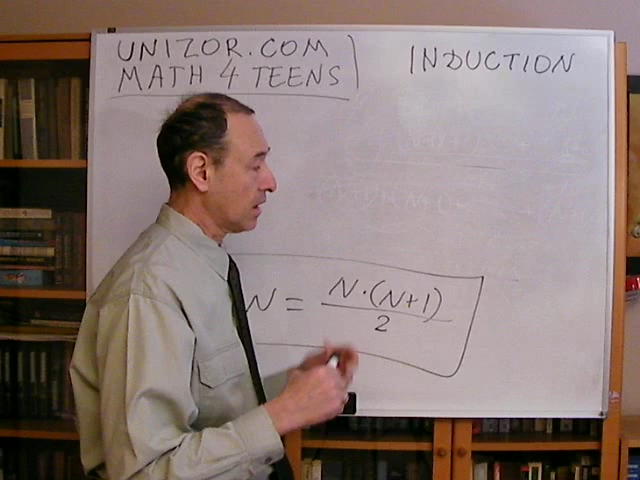 UNIZOR.COM
MATH 4 TEENS
INDUCTION
N = N·(N+1)
2